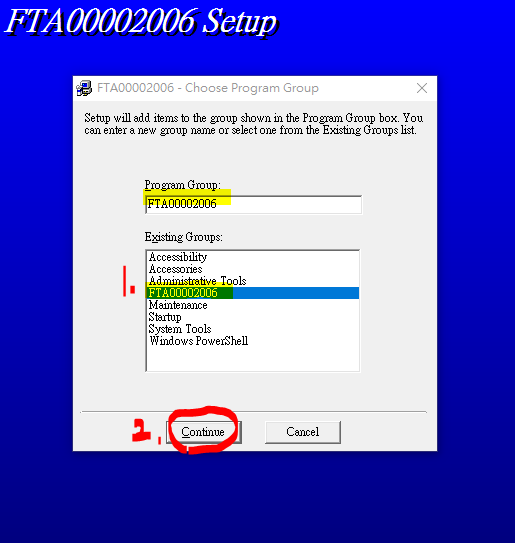 FTA00002006 Setup
FTA00002006 - Choose Program Group
Setup will add items to the group shown in the Program Group box. You
can enter a new group name or select one from the Existing Groups list.
Program Group:
FTA00002006
Existing Groups:
Accessibility
Accessories
1. Administrative Tools
FTA00002006
Maintenance
Startup
System Tools
Windows PowerShell
2. Continue Cancel